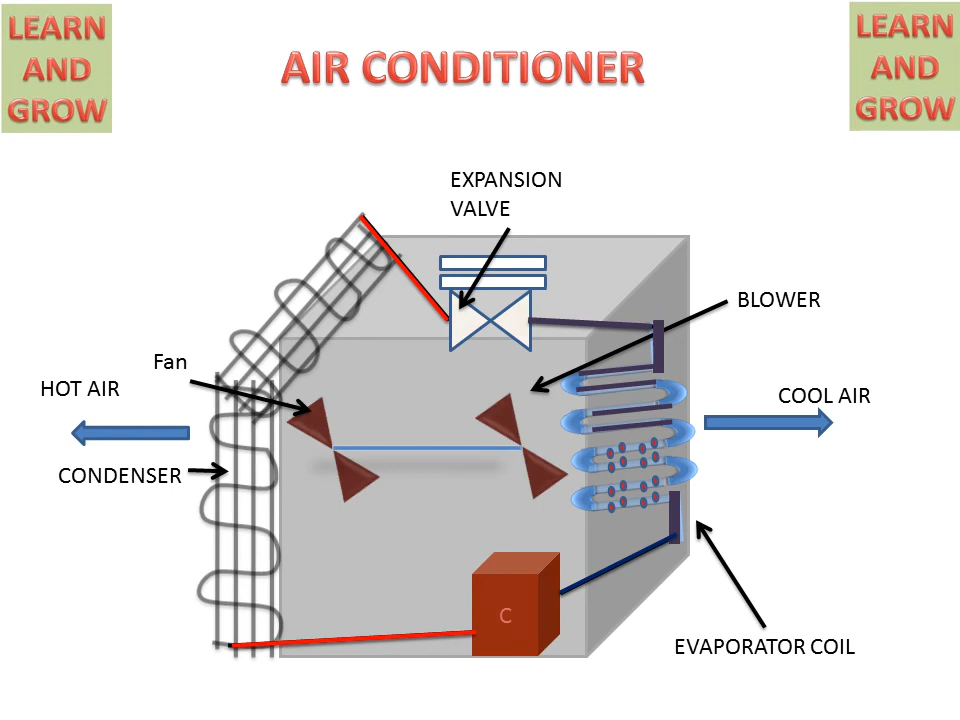 LEARN
AND
GROW
AIR CONDITIONER
LEARN
AND
GROW
EXPANSION
VALVE
BLOWER
Fan
HOT AIR
COOL AIR
CONDENSER
C
EVAPORATOR COIL